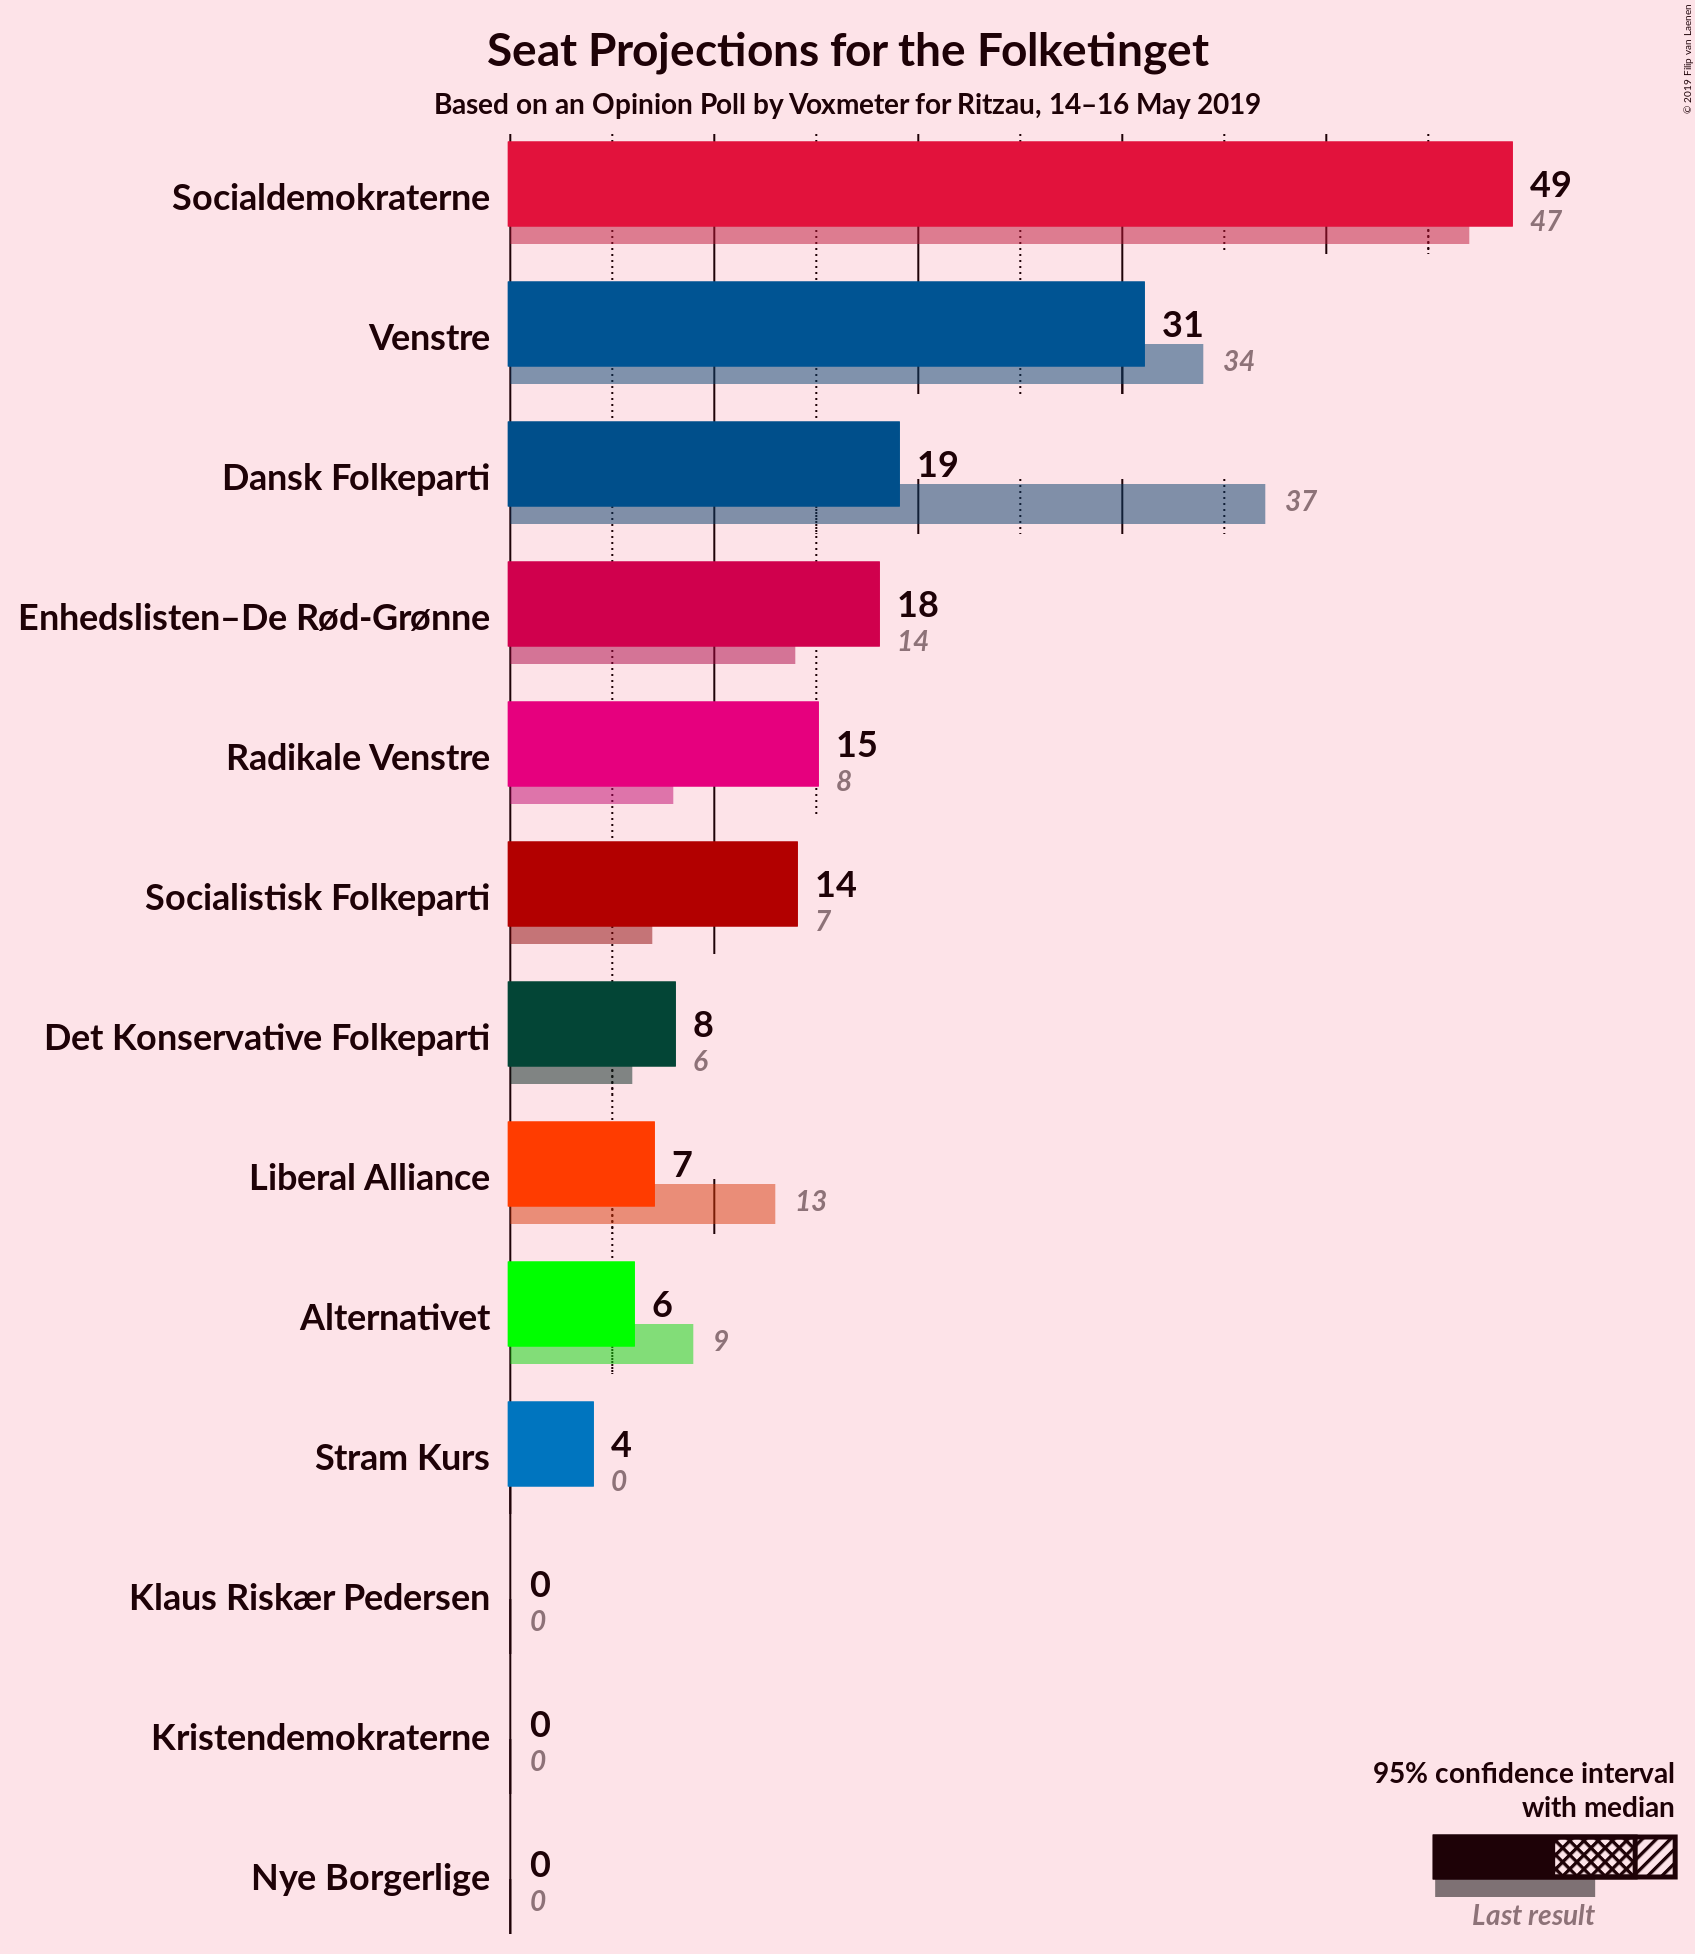 Seat Projections for the Folketinget
Based on an Opinion Poll by Voxmeter for Ritzau, 14–16 May 2019
© 2019 Filip van Laenen
Socialdemokraterne
49
47
Venstre
31
34
Dansk Folkeparti
19
37
Enhedslisten–De Rød-Grønne
18
14
Radikale Venstre
15
8
Socialistisk Folkeparti
14
7
Det Konservative Folkeparti
8
6
Liberal Alliance
7
13
Alternativet
6
9
Stram Kurs
4
0
Klaus Riskær Pedersen
0
0
Kristendemokraterne
0
0
Nye Borgerlige
0
0
95% confidence interval
with median
Last result